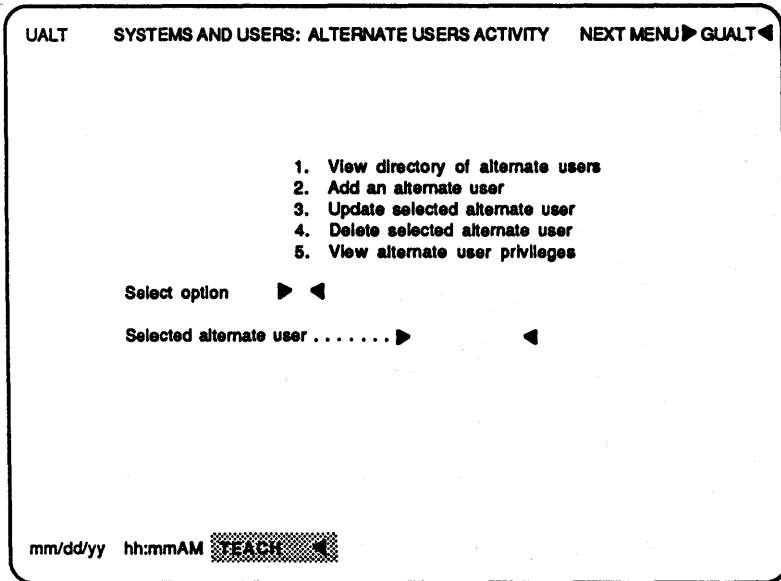 UALT SYSTEMS AND USERS: ALTERNATE USERS ACTIVITY NEXT MENU▶ GUALT◀
1. View directory of alternate users
2. Add an alternate user
3. Update selected alternate user
4. Delete selected alternate user
5. View alternate user privileges
Select option ▶ ◀
Selected alternate user . . . . . . . ▶ ◀
mm/dd/yy hh:mmAM TEACH ◀